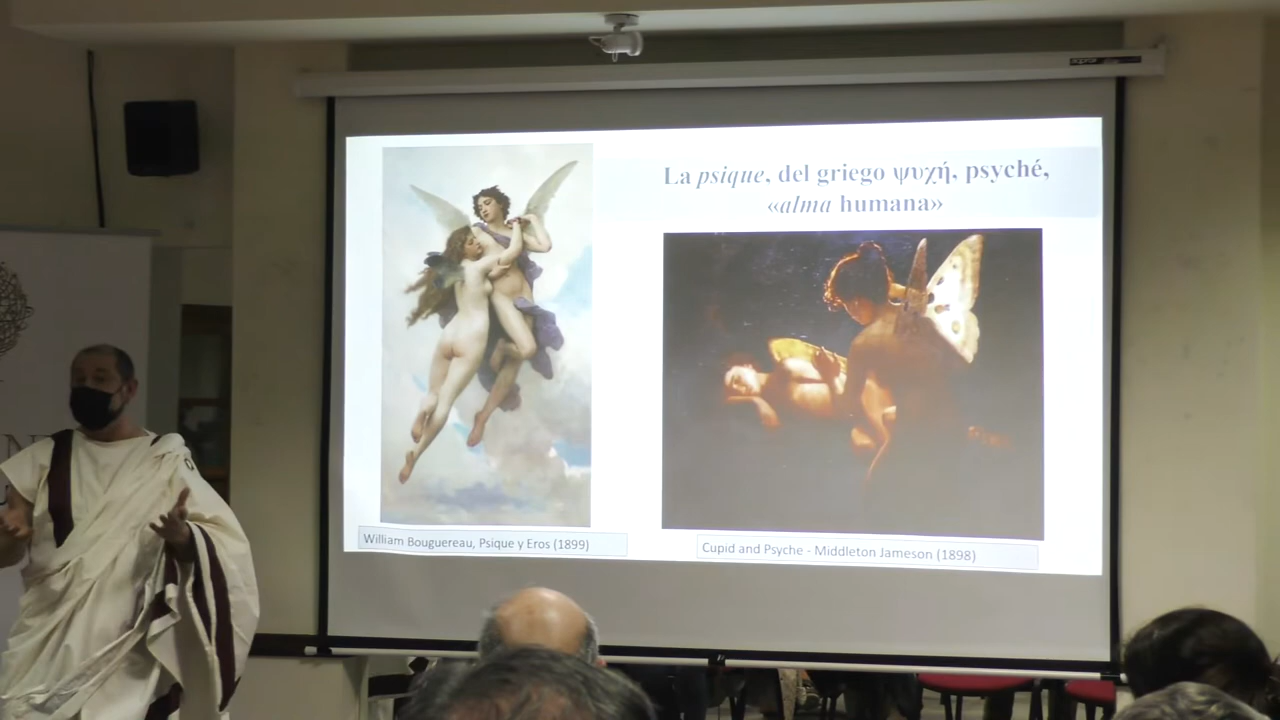 La psique, del griego ψυχή, psyché,
«alma humana»
William Bouguereau, Psique y Eros (1899)
Cupid and Psyche - Middleton Jameson (1898)